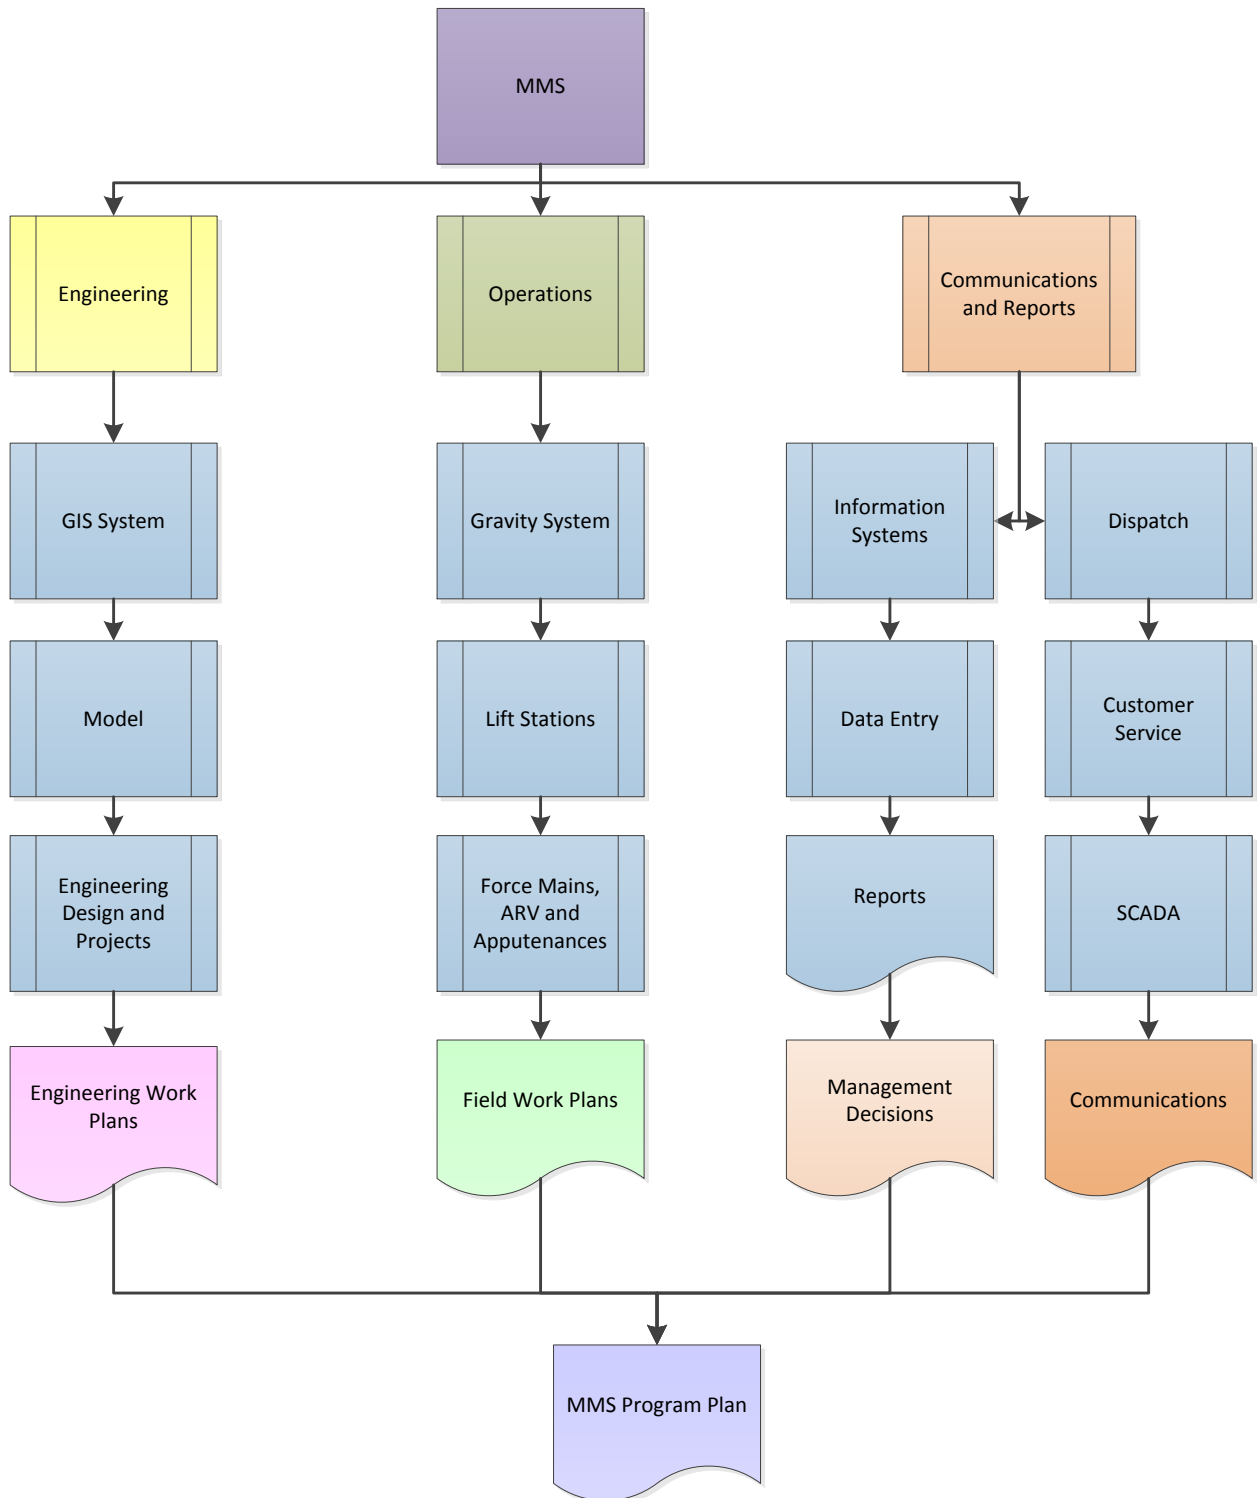 MMS
Engineering
Operations
Communications
and Reports
GIS System
Gravity System
Information
Systems
Dispatch
Model
Lift Stations
Data Entry
Customer
Service
Engineering
Design and
Projects
Force Mains,
ARV and
Apputenances
Reports
SCADA
Engineering Work
Plans
Field Work Plans
Management
Decisions
Communications
MMS Program Plan